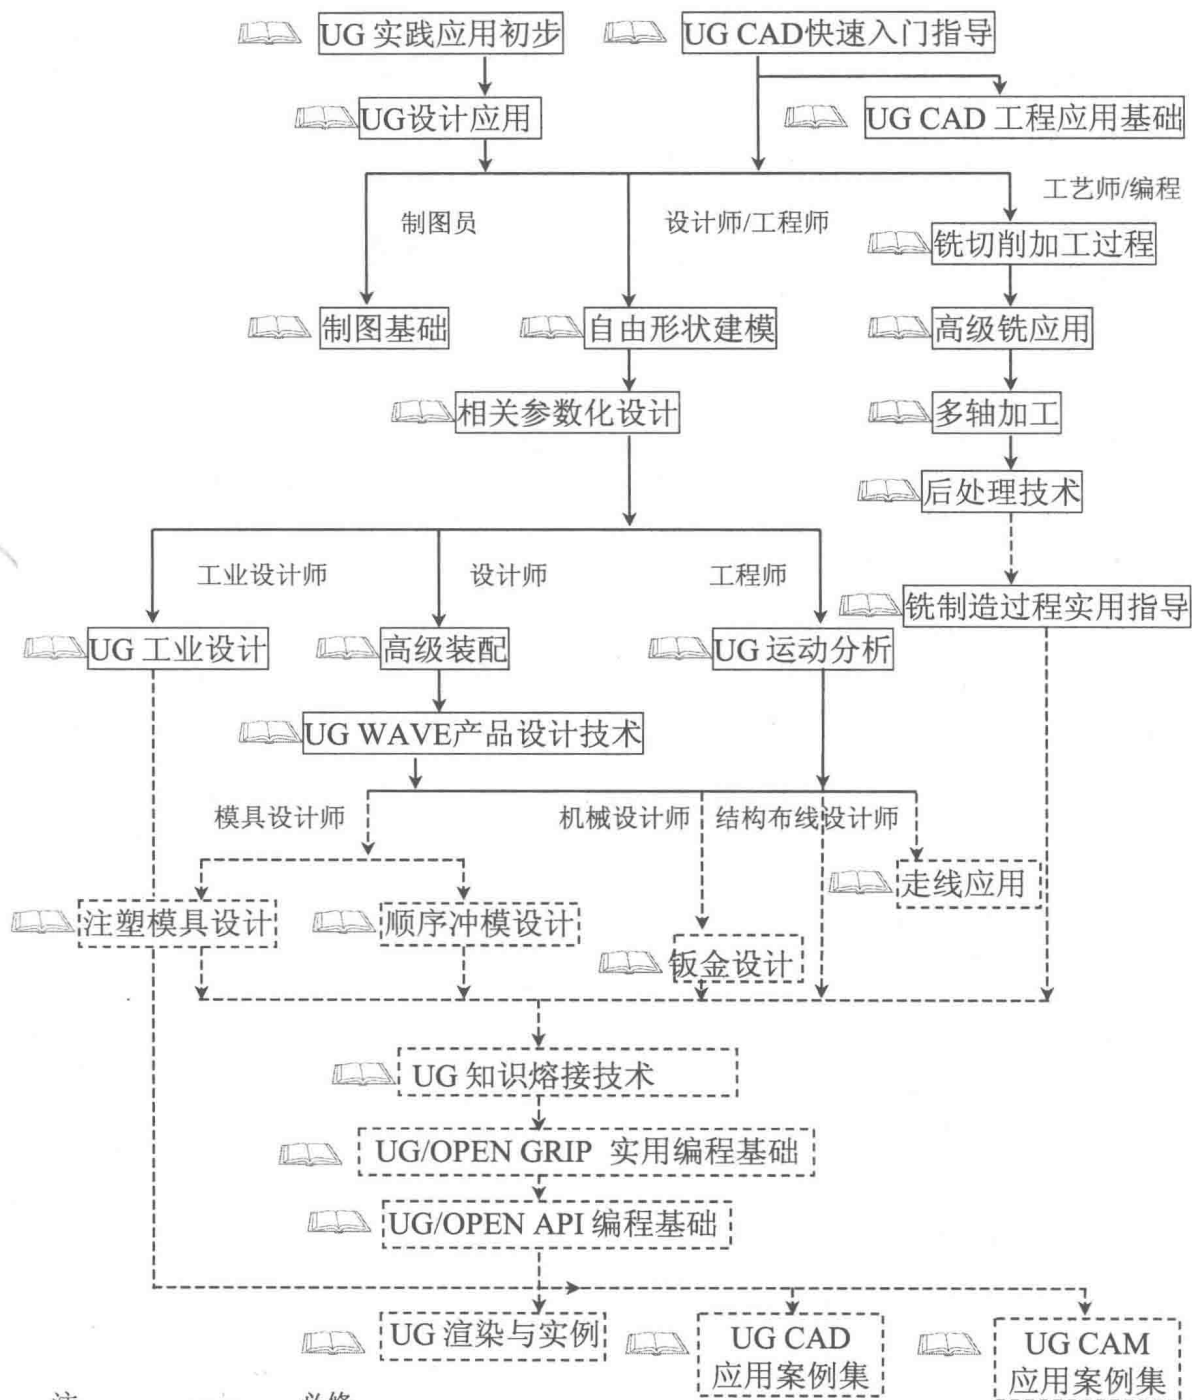 UG 实践应用初步
UG CAD快速入门指导
UG设计应用
UG CAD 工程应用基础
工艺师/编程
制图员
设计师/工程师
铣切削加工过程
制图基础
自由形状建模
高级铣应用
相关参数化设计
多轴加工
后处理技术
工业设计师
设计师
工程师
铣制造过程实用指导
UG 工业设计
高级装配
UG 运动分析
UG WAVE产品设计技术
模具设计师
机械设计师
结构布线设计师
走线应用
注塑模具设计
顺序冲模设计
钣金设计
UG 知识熔接技术
UG/OPEN GRIP 实用编程基础
UG/OPEN API 编程基础
UG 渲染与实例
UG CAD
应用案例集
UG CAM
应用案例集